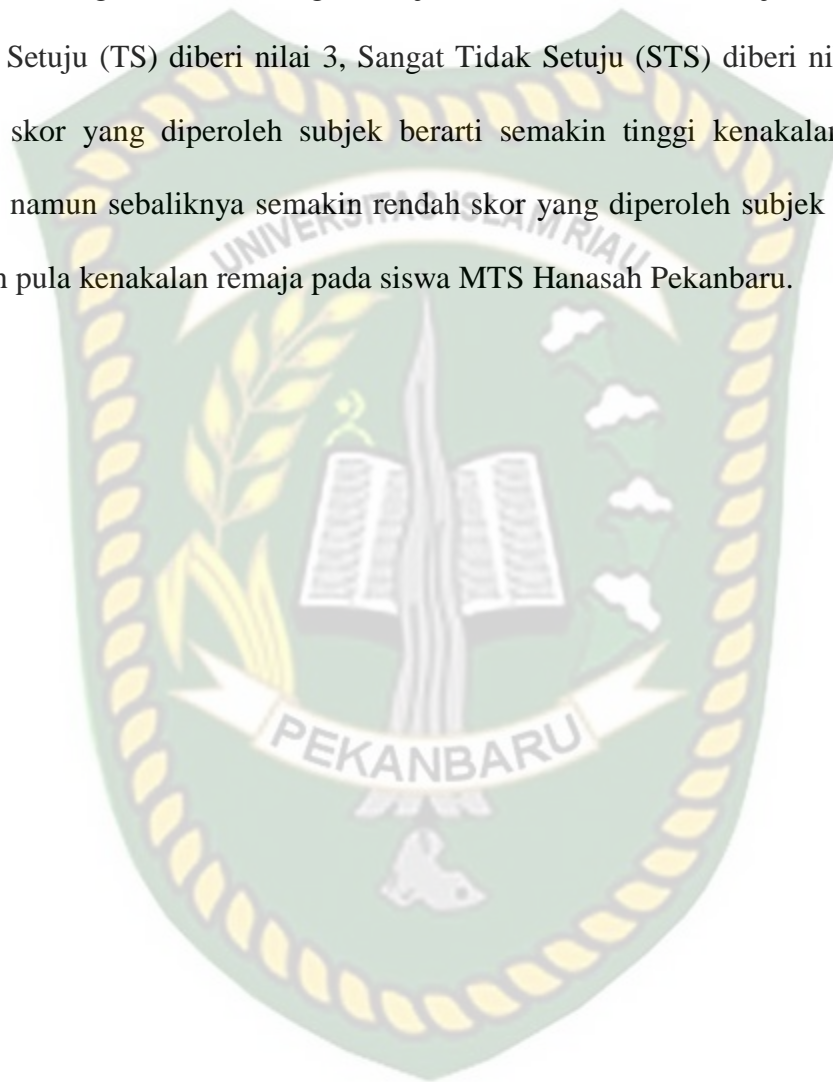 Setuju (TS) diberi nilai 3, Sangat Tidak Setuju (STS) diberi
skor yang diperoleh subjek berarti semakin tinggi kenakalan
namun sebaliknya semakin rendah skor yang diperoleh subjek
pula kenakalan remaja pada siswa MTS Hanasah Pekanbaru.
UNIVERSITAS ISLAM RIAU
PEKANBARU